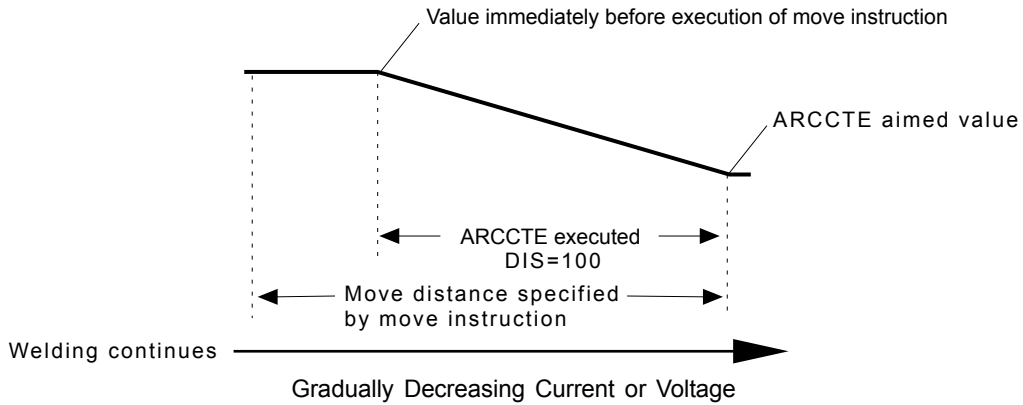 Value immediately before execution of move instruction
ARCCTE aimed value
ARCCTE executed
DIS=100
Move distance specified
by move instruction
Welding continues
Gradually Decreasing Current or Voltage